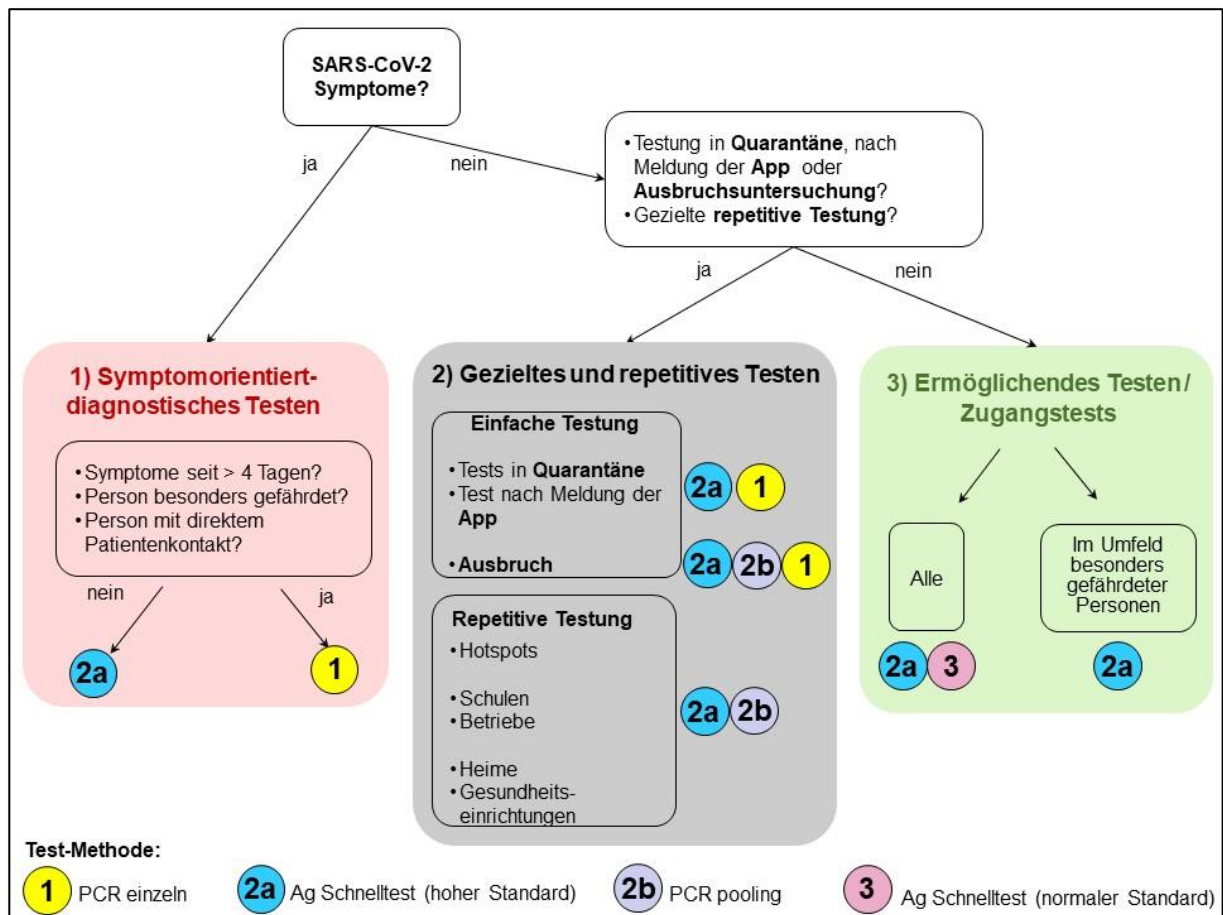 SARS-CoV-2
Symptome?
ja
nein
•Testung in Quarantäne, nach
Meldung der App oder
Ausbruchsuntersuchung?
•Gezielte repetitive Testung?
ja
nein
1) Symptomorientiert-
diagnostisches Testen
•Symptome seit > 4 Tagen?
•Person besonders gefährdet?
•Person mit direktem
Patientenkontakt?
nein
ja
2a
1
2) Gezieltes und repetitives Testen
Einfache Testung
•Tests in Quarantäne
•Test nach Meldung der
App
2a 1
•Ausbruch
2a 2b 1
Repetitive Testung
•Hotspots
•Schulen
•Betriebe
2a 2b
•Heime
•Gesundheits-
einrichtungen
3) Ermöglichendes Testen/
Zugangstests
Alle
2a 3
Im Umfeld
besonders
gefährdeter
Personen
2a
Test-Methode:
1 PCR einzeln
2a Ag Schnelltest (hoher Standard)
2b PCR pooling
3 Ag Schnelltest (normaler Standard)